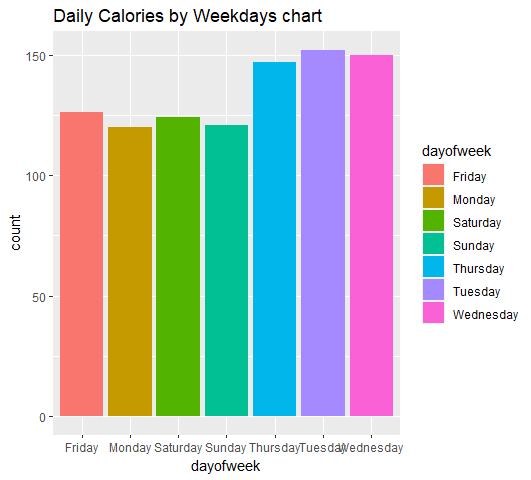 Daily Calories by Weekdays chart
150
100
50
0
count
Friday Monday Saturday Sunday Thursday Tuesday Wednesday
dayofweek
dayofweek
Friday
Monday
Saturday
Sunday
Thursday
Tuesday
Wednesday